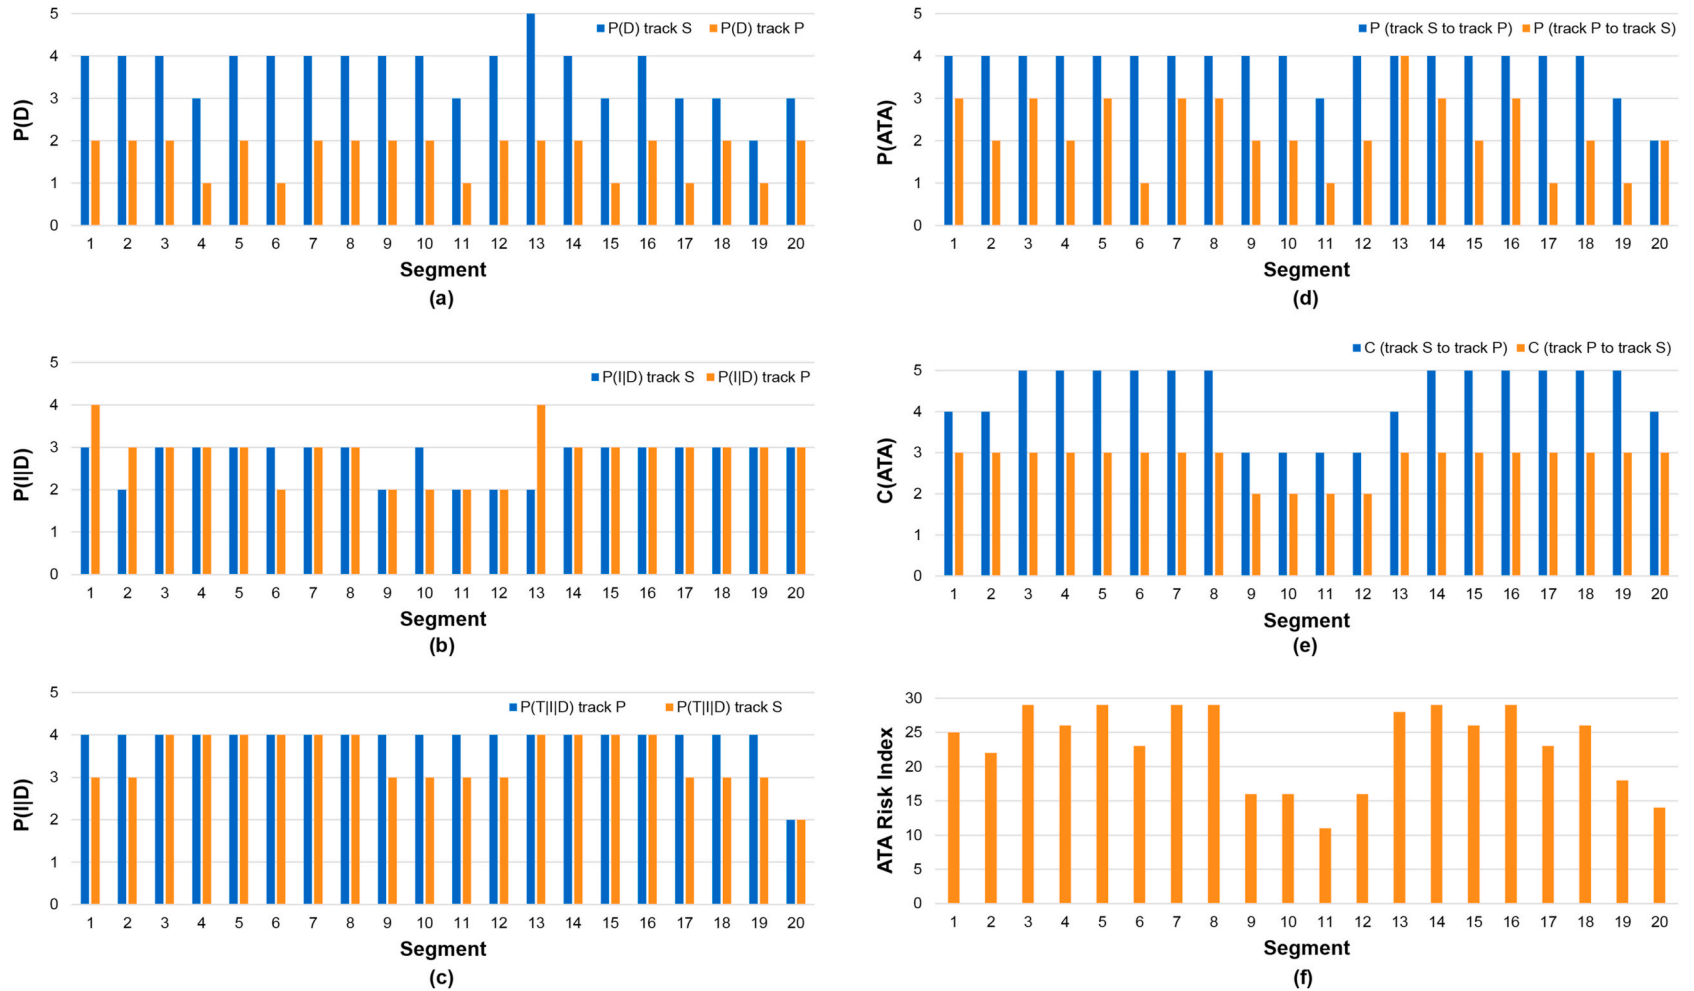 5
4
3
2
1
0
P(D)
P(D) track S P(D) track P
1 2 3 4 5 6 7 8 9 10 11 12 13 14 15 16 17 18 19 20
Segment
(a)
5
4
3
2
1
0
P(I|D)
P(I|D) track S P(I|D) track P
1 2 3 4 5 6 7 8 9 10 11 12 13 14 15 16 17 18 19 20
Segment
(b)
5
4
3
2
1
0
P(I|D)
P(T|I|D) track P P(T|I|D) track S
1 2 3 4 5 6 7 8 9 10 11 12 13 14 15 16 17 18 19 20
Segment
(c)
5
4
3
2
1
0
P(ATA)
P (track S to track P) P (track P to track S)
1 2 3 4 5 6 7 8 9 10 11 12 13 14 15 16 17 18 19 20
Segment
(d)
5
4
3
2
1
0
C(ATA)
C (track S to track P) C (track P to track S)
1 2 3 4 5 6 7 8 9 10 11 12 13 14 15 16 17 18 19 20
Segment
(e)
30
25
20
15
10
5
0
ATA Risk Index
1 2 3 4 5 6 7 8 9 10 11 12 13 14 15 16 17 18 19 20
Segment
(f)